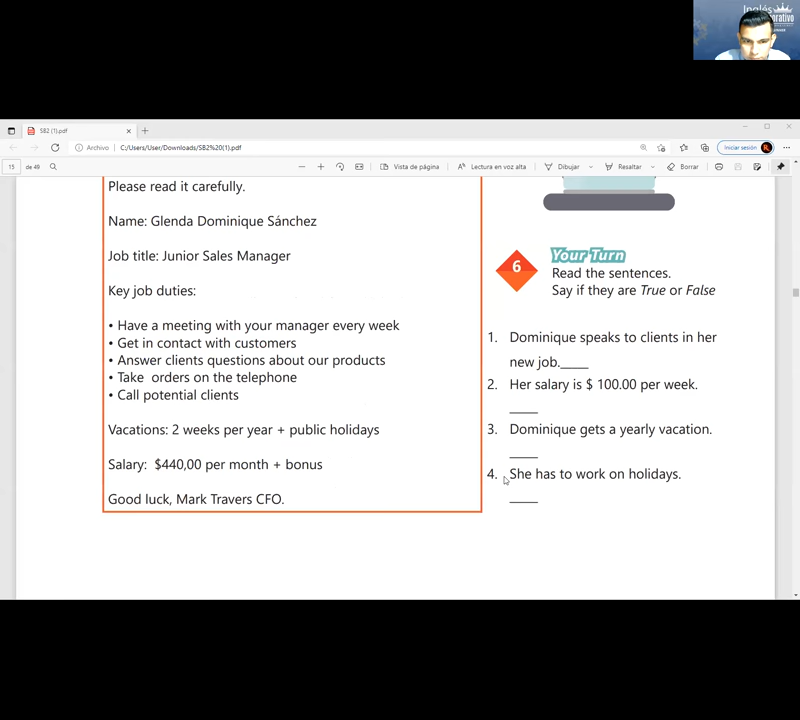 Inglés
SB2 (1).pdf
Archivo
C:/Users/User/Downloads/SB2%20(1).pdf
Iniciar sesión
15 de 49
Vista de página
Lectura en voz alta
Dibujar
Resaltar
Borrar
Please read it carefully.
Name: Glenda Dominique Sánchez
Job title: Junior Sales Manager
Key job duties:
• Have a meeting with your manager every week
• Get in contact with customers
• Answer clients questions about our products
• Take orders on the telephone
• Call potential clients
Vacations: 2 weeks per year + public holidays
Salary: $440,00 per month + bonus
Good luck, Mark Travers CFO.
6
Your Turn
Read the sentences.
Say if they are True or False
1. Dominique speaks to clients in her
new job.____
2. Her salary is $ 100.00 per week.
____
3. Dominique gets a yearly vacation.
____
4. She has to work on holidays.
____